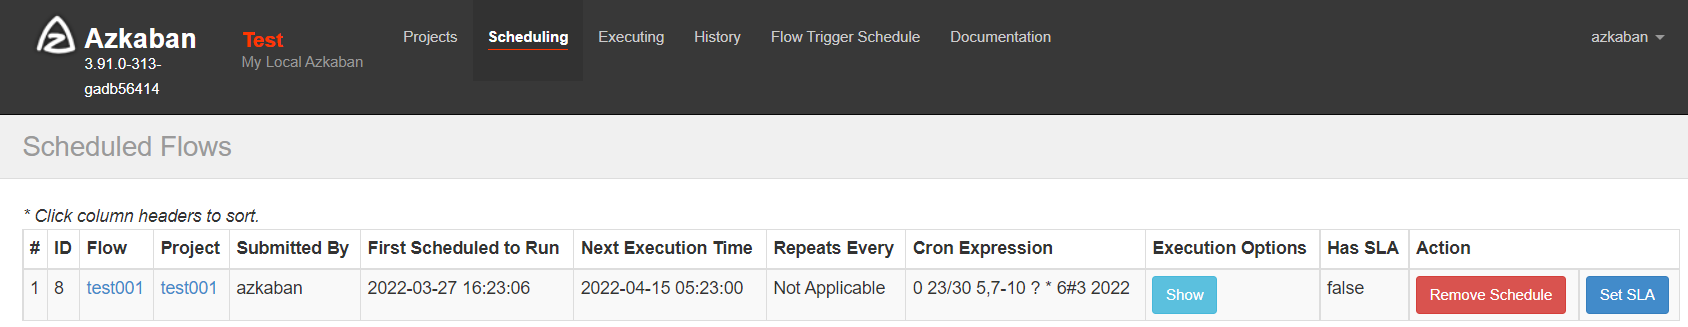 Azkaban
3.91.0-313-
gadb56414
Test
My Local Azkaban
Projects Scheduling Executing History Flow Trigger Schedule Documentation azkaban
Scheduled Flows
* Click column headers to sort.
# ID Flow Project Submitted By First Scheduled to Run Next Execution Time Repeats Every Cron Expression Execution Options Has SLA Action
1 8 test001 test001 azkaban 2022-03-27 16:23:06 2022-04-15 05:23:00 Not Applicable 0 23/30 5,7-10 ? * 6#3 2022 Show false Remove Schedule Set SLA